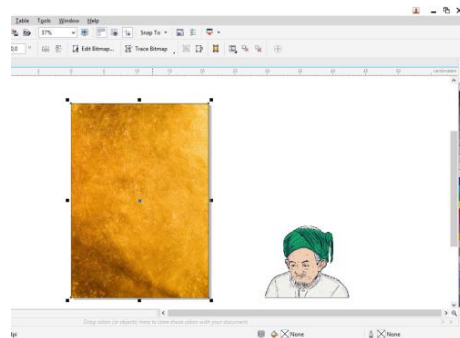 Table Tools Window Help
37% Snap To
Edit Bitmap... Trace Bitmap
centimeters
Drag colors (or objects) here to store these colors with your document
None None